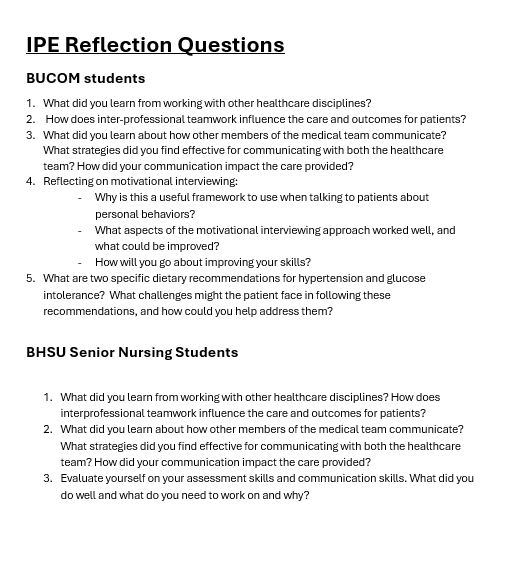 IPE Reflection Questions
BUCOM students
1. What did you learn from working with other healthcare disciplines?
2. How does inter-professional teamwork influence the care and outcomes for patients?
3. What did you learn about how other members of the medical team communicate?
What strategies did you find effective for communicating with both the healthcare
team? How did your communication impact the care provided?
4. Reflecting on motivational interviewing:
- Why is this a useful framework to use when talking to patients about
personal behaviors?
- What aspects of the motivational interviewing approach worked well, and
what could be improved?
- How will you go about improving your skills?
5. What are two specific dietary recommendations for hypertension and glucose
intolerance? What challenges might the patient face in following these
recommendations, and how could you help address them?
BHSU Senior Nursing Students
1. What did you learn from working with other healthcare disciplines? How does
interprofessional teamwork influence the care and outcomes for patients?
2. What did you learn about how other members of the medical team communicate?
What strategies did you find effective for communicating with both the healthcare
team? How did your communication impact the care provided?
3. Evaluate yourself on your assessment skills and communication skills. What did you
do well and what do you need to work on and why?